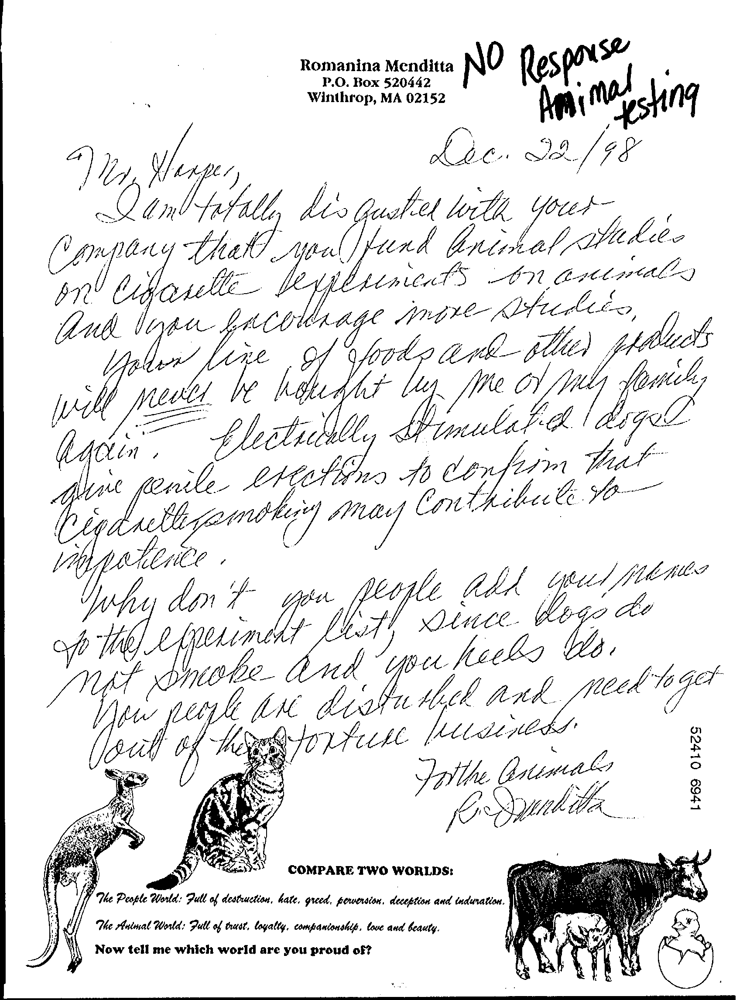 Romanina Menditta
P.O. Box 520442
Winthrop, MA 02152
NO Response
Animal
testing
Dec. 22/98
Mr. Harper,
I am totally disgusted with your
Company that you fund animal studies
on cigarette experiments on animals
and you encourage more studies.
Your line of foods and other products
will never be bought by me or my family
again. Electrically stimulated dogs
give penile erections to confirm that
cigarette smoking may contribute to
impotence.
Why don't you people add your names
to the experiment list, since dogs do
not smoke and you heels do.
You people are disturbed and need to get
out of the torture business.
For the Animals
R. Menditta
52410 6941
COMPARE TWO WORLDS:
The People World: Full of destruction, hate, greed, perversion, deception and induration.
The Animal World: Full of trust, loyalty, companionship, love and beauty.
Now tell me which world are you proud of?